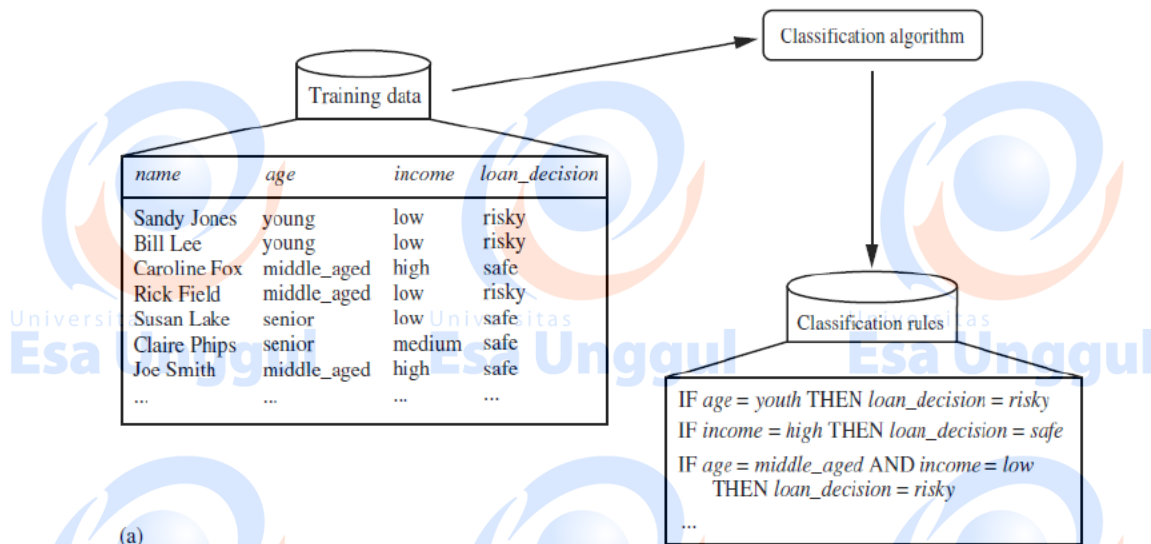 Classification algorithm
Training data
name age income loan_decision
Sandy Jones young low risky
Bill Lee young low risky
Caroline Fox middle_aged high safe
Rick Field middle_aged low risky
Susan Lake senior low safe
Claire Phips senior medium safe
Joe Smith middle_aged high safe
... ... ... ...
Classification rules
IF age = youth THEN loan_decision = risky
IF income = high THEN loan_decision = safe
IF age = middle_aged AND income = low
THEN loan_decision = risky
...
(a)
Universitas
Esa Unggul
Universitas
Esa Unggul
Universitas
Esa Unggul